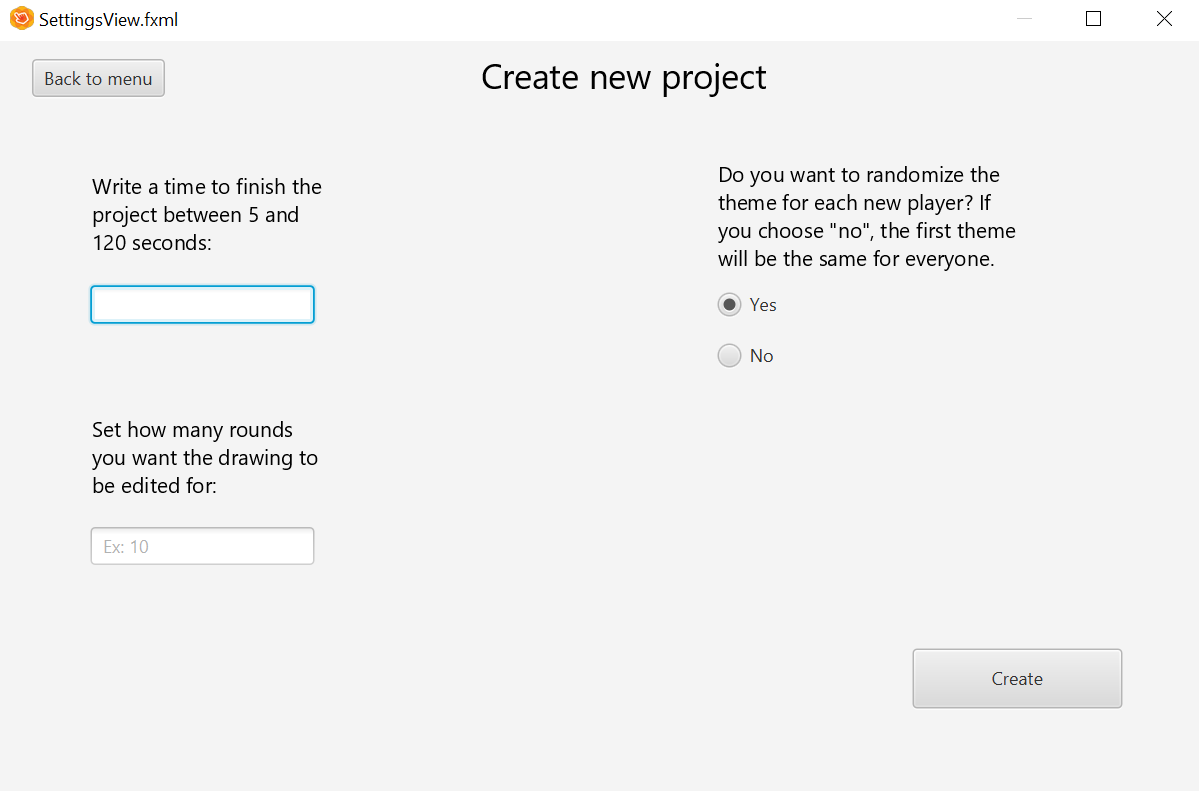 SettingsView.fxml
Back to menu
Create new project
Write a time to finish the
project between 5 and
120 seconds:
Set how many rounds
you want the drawing to
be edited for:
Ex: 10
Do you want to randomize the
theme for each new player? If
you choose "no", the first theme
will be the same for everyone.
Yes
No
Create